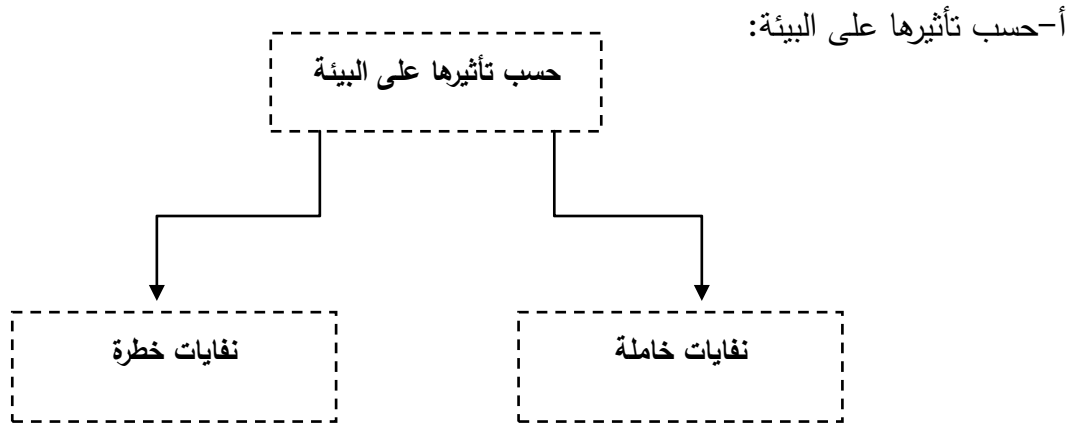 أ-حسب تأثيرها على البيئة:
حسب تأثيرها على البيئة
نفايات خاملة
نفايات خطرة